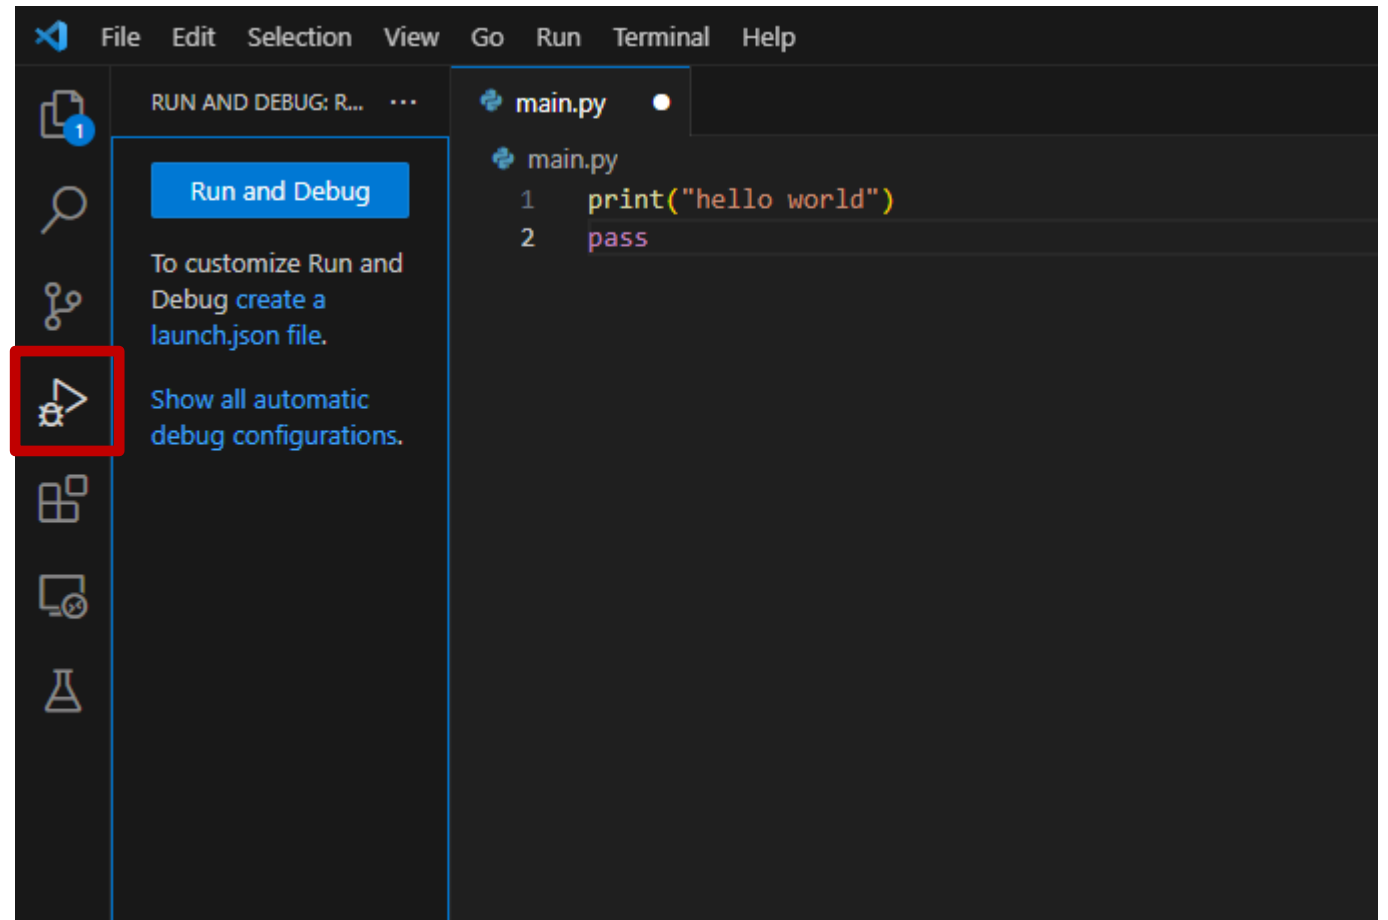 File Edit Selection View Go Run Terminal Help
RUN AND DEBUG: R... ···
main.py
1
Run and Debug
To customize Run and
Debug create a
launch.json file.
Show all automatic
debug configurations.
main.py
1 print("hello world")
2 pass